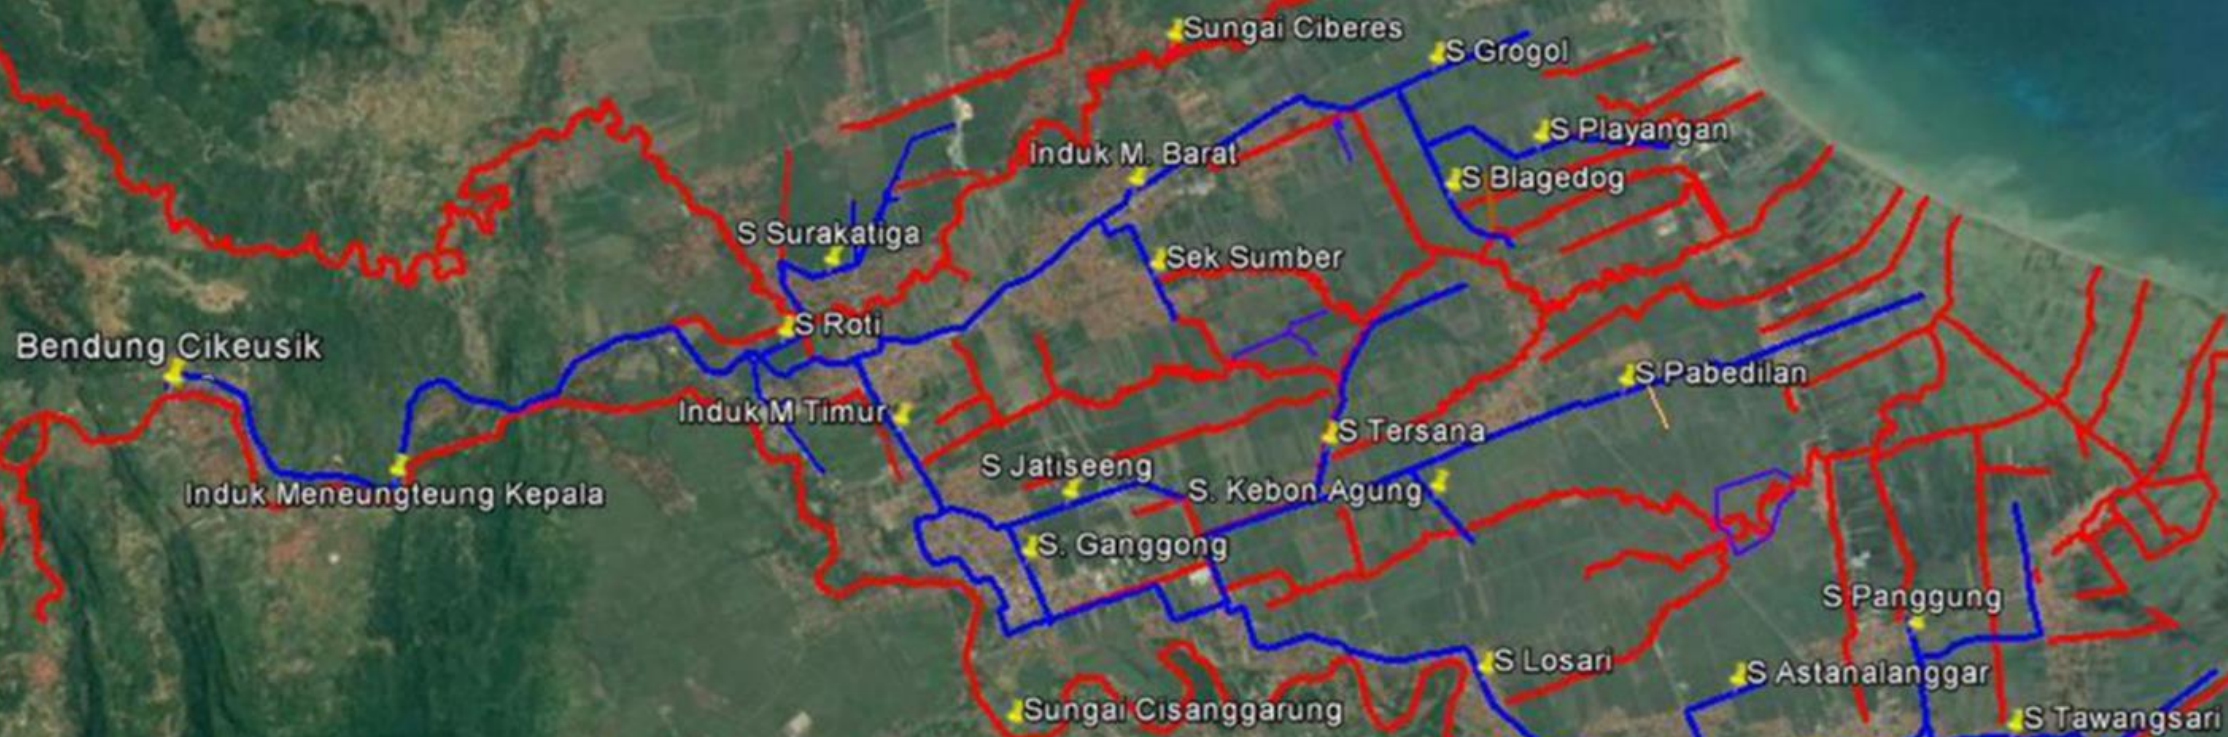 Sungai Ciberes
S Grogol
S Playangan
Induk M. Barat
S Blagedog
S Surakatiga
Sek Sumber
S Roti
Bendung Cikeusik
S Pabedilan
Induk M Timur
S Tersana
S Jatiseeng
S. Kebon Agung
Induk Meneungteung Kepala
S. Ganggong
S Panggung
S Losari
S Astanalanggar
Sungai Cisanggarung
S Tawangsari